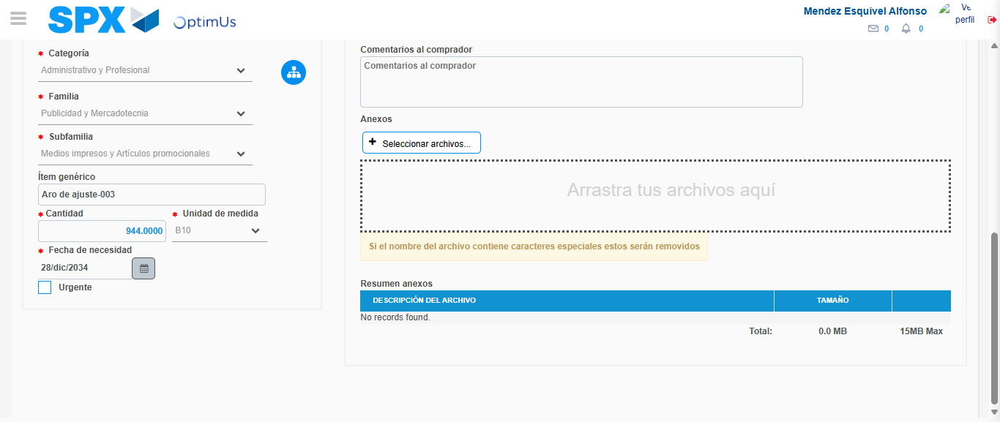 SPX
OptimUs
Mendez Esquivel Alfonso
0
0
Ve
perfil
* Categoría
Administrativo y Profesional
* Familia
Publicidad y Mercadotecnia
* Subfamilia
Medios impresos y Artículos promocionales
Ítem genérico
Aro de ajuste-003
* Cantidad
* Unidad de medida
944.0000
B10
* Fecha de necesidad
28/dic/2034
Urgente
Comentarios al comprador
Comentarios al comprador
Anexos
+ Seleccionar archivos...
Arrastra tus archivos aquí
Si el nombre del archivo contiene caracteres especiales estos serán removidos
Resumen anexos
DESCRIPCIÓN DEL ARCHIVO TAMAÑO
No records found.
Total: 0.0 MB 15MB Max